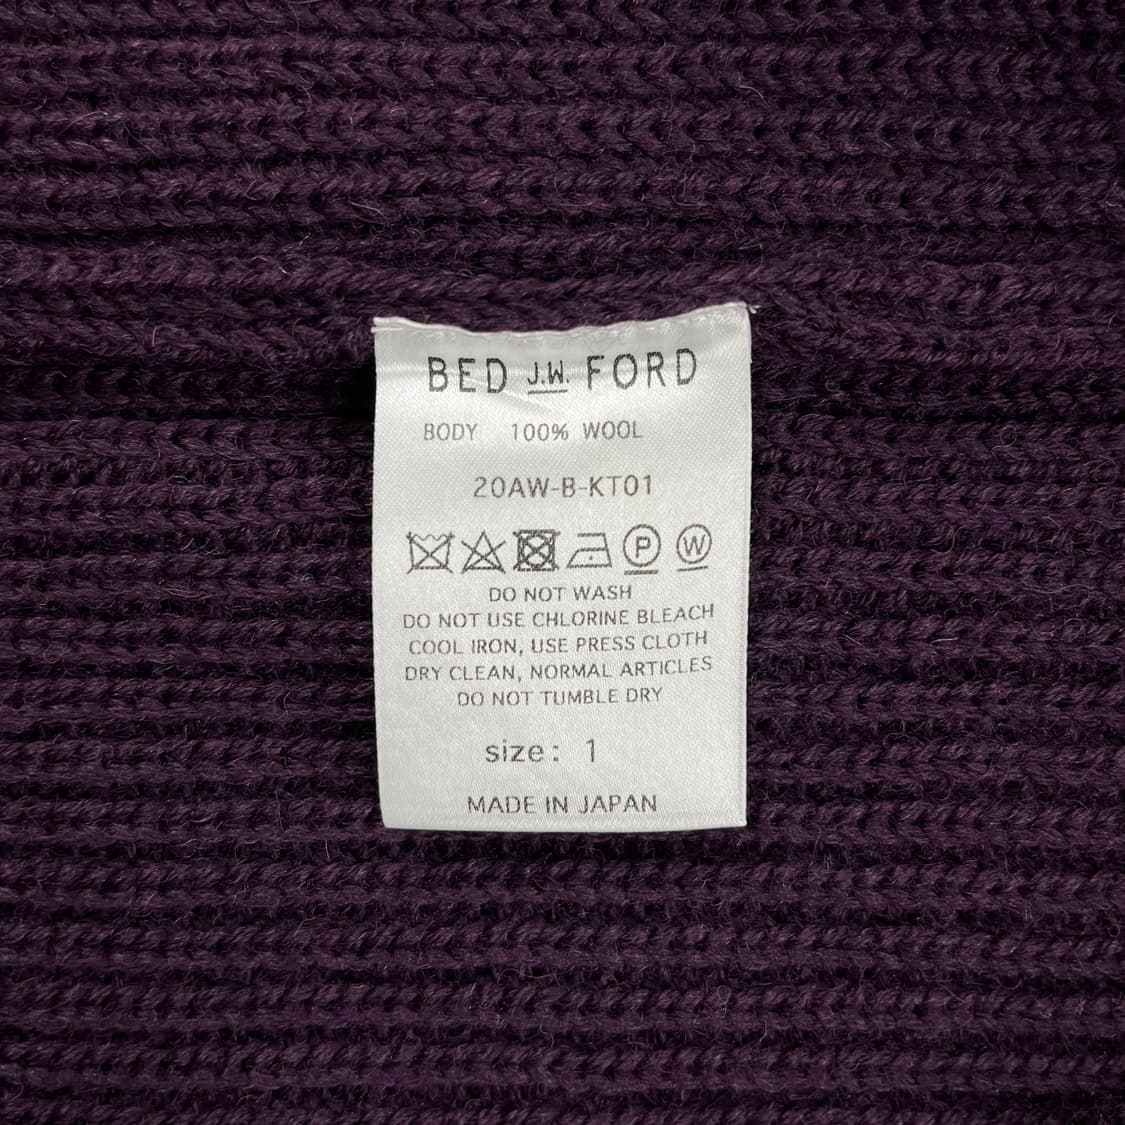 BED J.W. FORD
BODY 100% WOOL
20AW-B-KT01
P W
DO NOT WASH
DO NOT USE CHLORINE BLEACH
COOL IRON, USE PRESS CLOTH
DRY CLEAN, NORMAL ARTICLES
DO NOT TUMBLE DRY
size: 1
MADE IN JAPAN